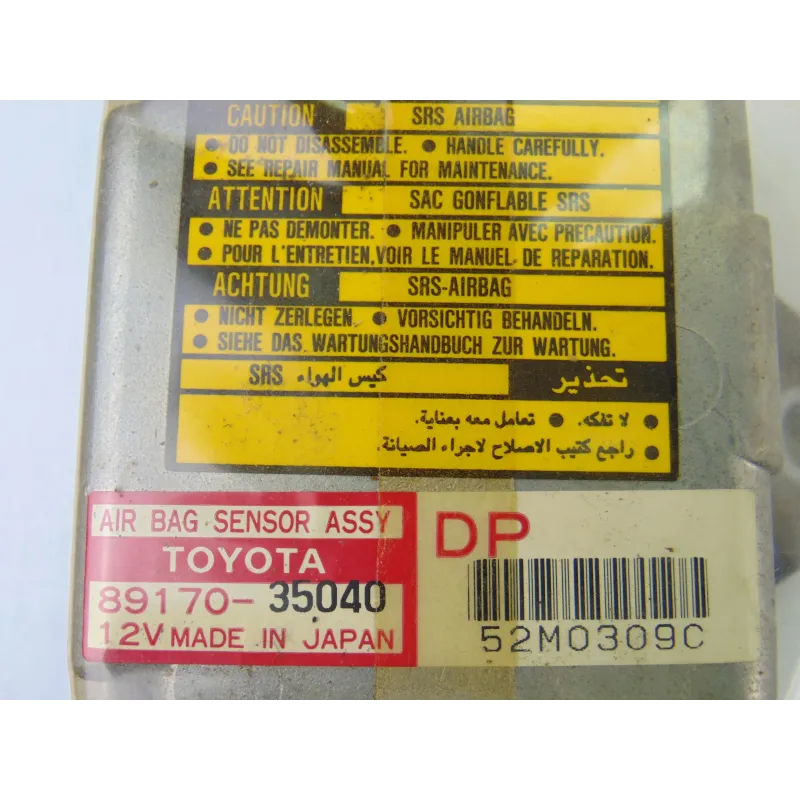 CAUTION SRS AIRBAG
● DO NOT DISASSEMBLE. ● HANDLE CAREFULLY.
● SEE REPAIR MANUAL FOR MAINTENANCE.
ATTENTION SAC GONFLABLE SRS
● NE PAS DEMONTER. ● MANIPULER AVEC PRECAUTION.
● POUR L'ENTRETIEN,VOIR LE MANUEL DE REPARATION.
ACHTUNG SRS-AIRBAG
● NICHT ZERLEGEN ● VORSICHTIG BEHANDELN.
● SIEHE DAS WARTUNGSHANDBUCH ZUR WARTUNG.
تحذير كيس الهواء SRS
● لا تفكه. ● تعامل معه بعناية.
● راجع كتيب الاصلاح لاجراء الصيانة.
AIR BAG SENSOR ASSY
TOYOTA
89170-35040
12V MADE IN JAPAN
DP
52M0309C